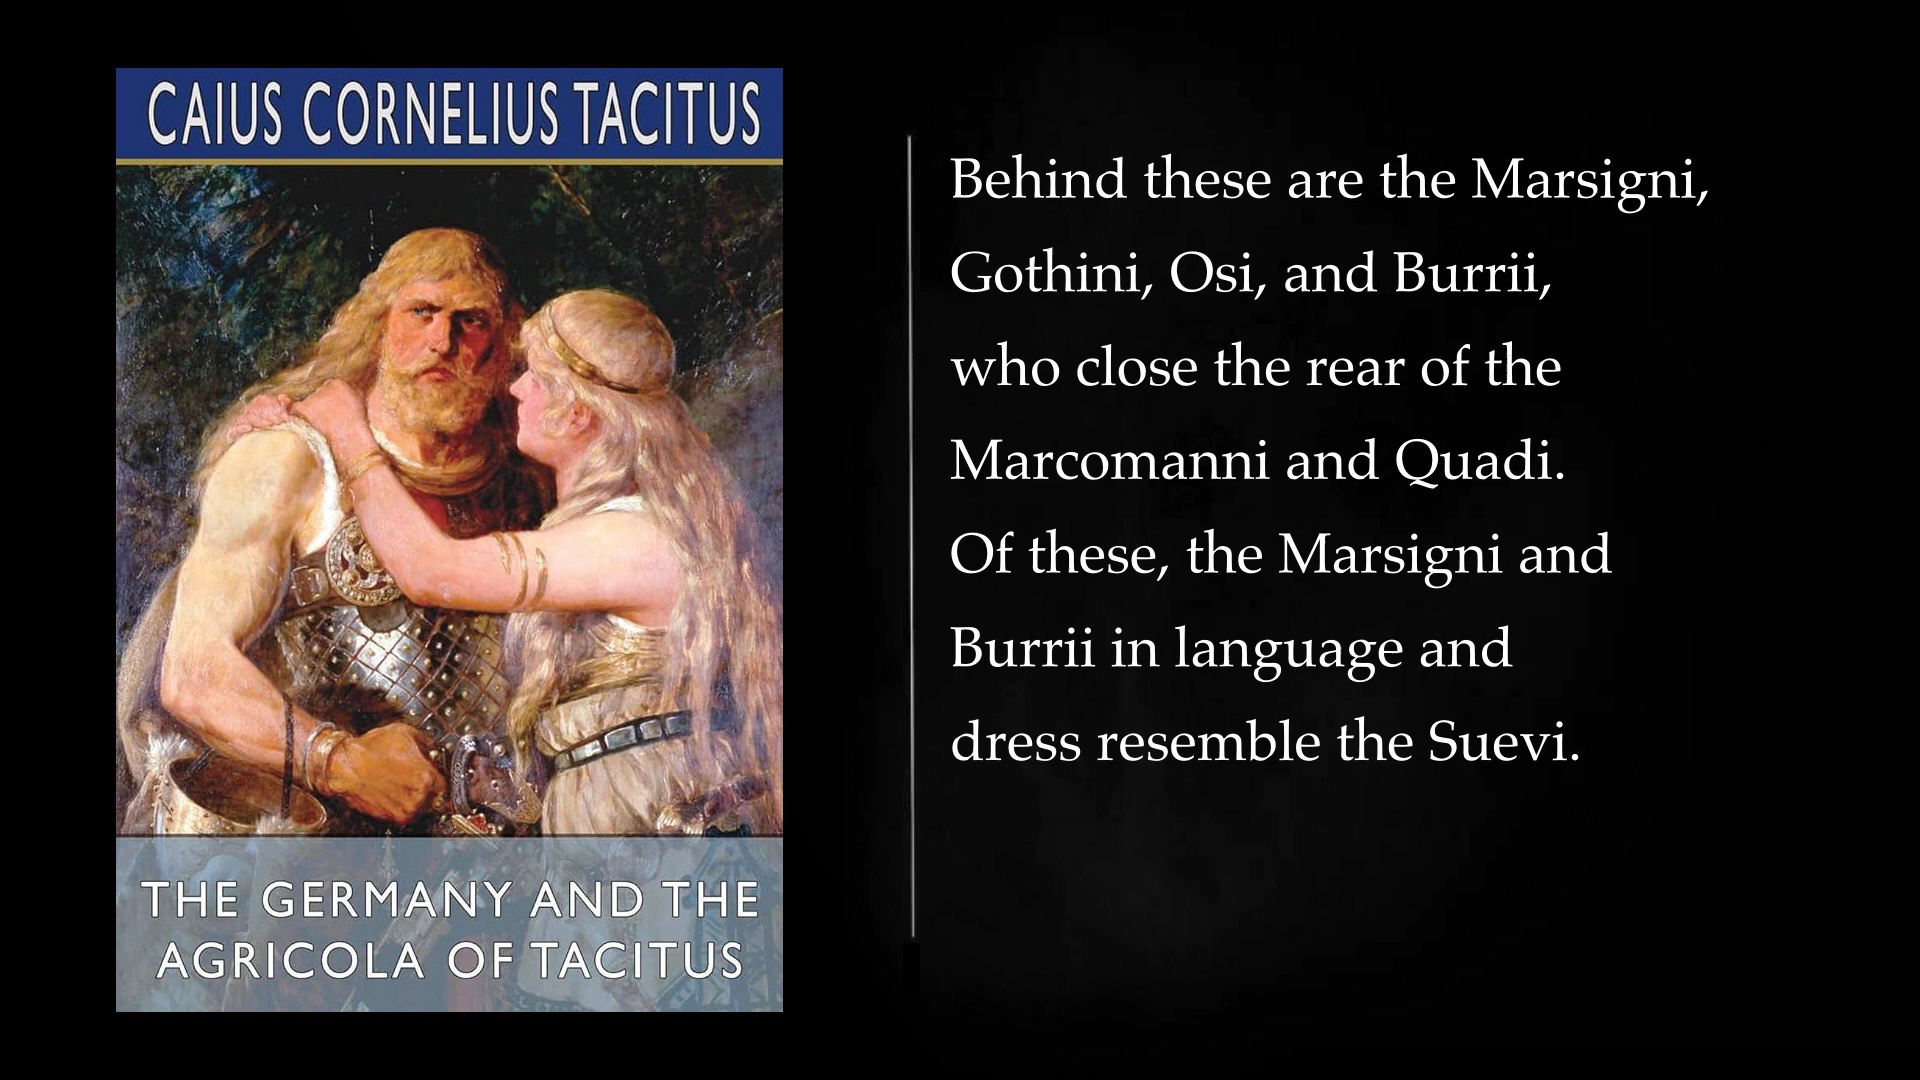 CAIUS CORNELIUS TACITUS
THE GERMANY AND THE
AGRICOLA OF TACITUS
Behind these are the Marsigni,
Gothini, Osi, and Burrii,
who close the rear of the
Marcomanni and Quadi.
Of these, the Marsigni and
Burrii in language and
dress resemble the Suevi.